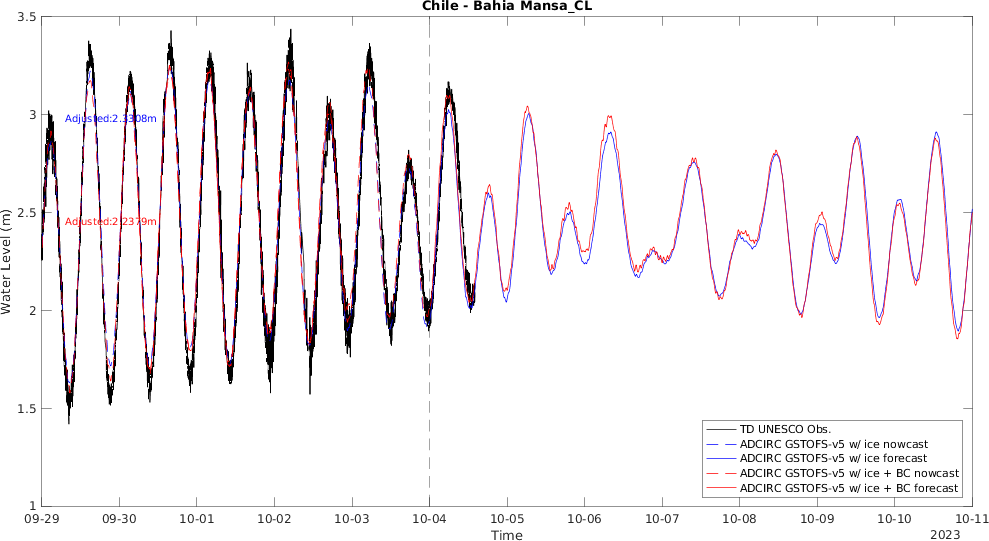 Chile - Bahia Mansa_CL
3.5
3
2.5
2
1.5
1
Water Level (m)
Adjusted:2.3308m
Adjusted:2.2379m
TD UNESCO Obs.
ADCIRC GSTOFS-v5 w/ ice nowcast
ADCIRC GSTOFS-v5 w/ ice forecast
ADCIRC GSTOFS-v5 w/ ice + BC nowcast
ADCIRC GSTOFS-v5 w/ ice + BC forecast
09-29 09-30 10-01 10-02 10-03 10-04 10-05 10-06 10-07 10-08 10-09 10-10 10-11
Time
2023